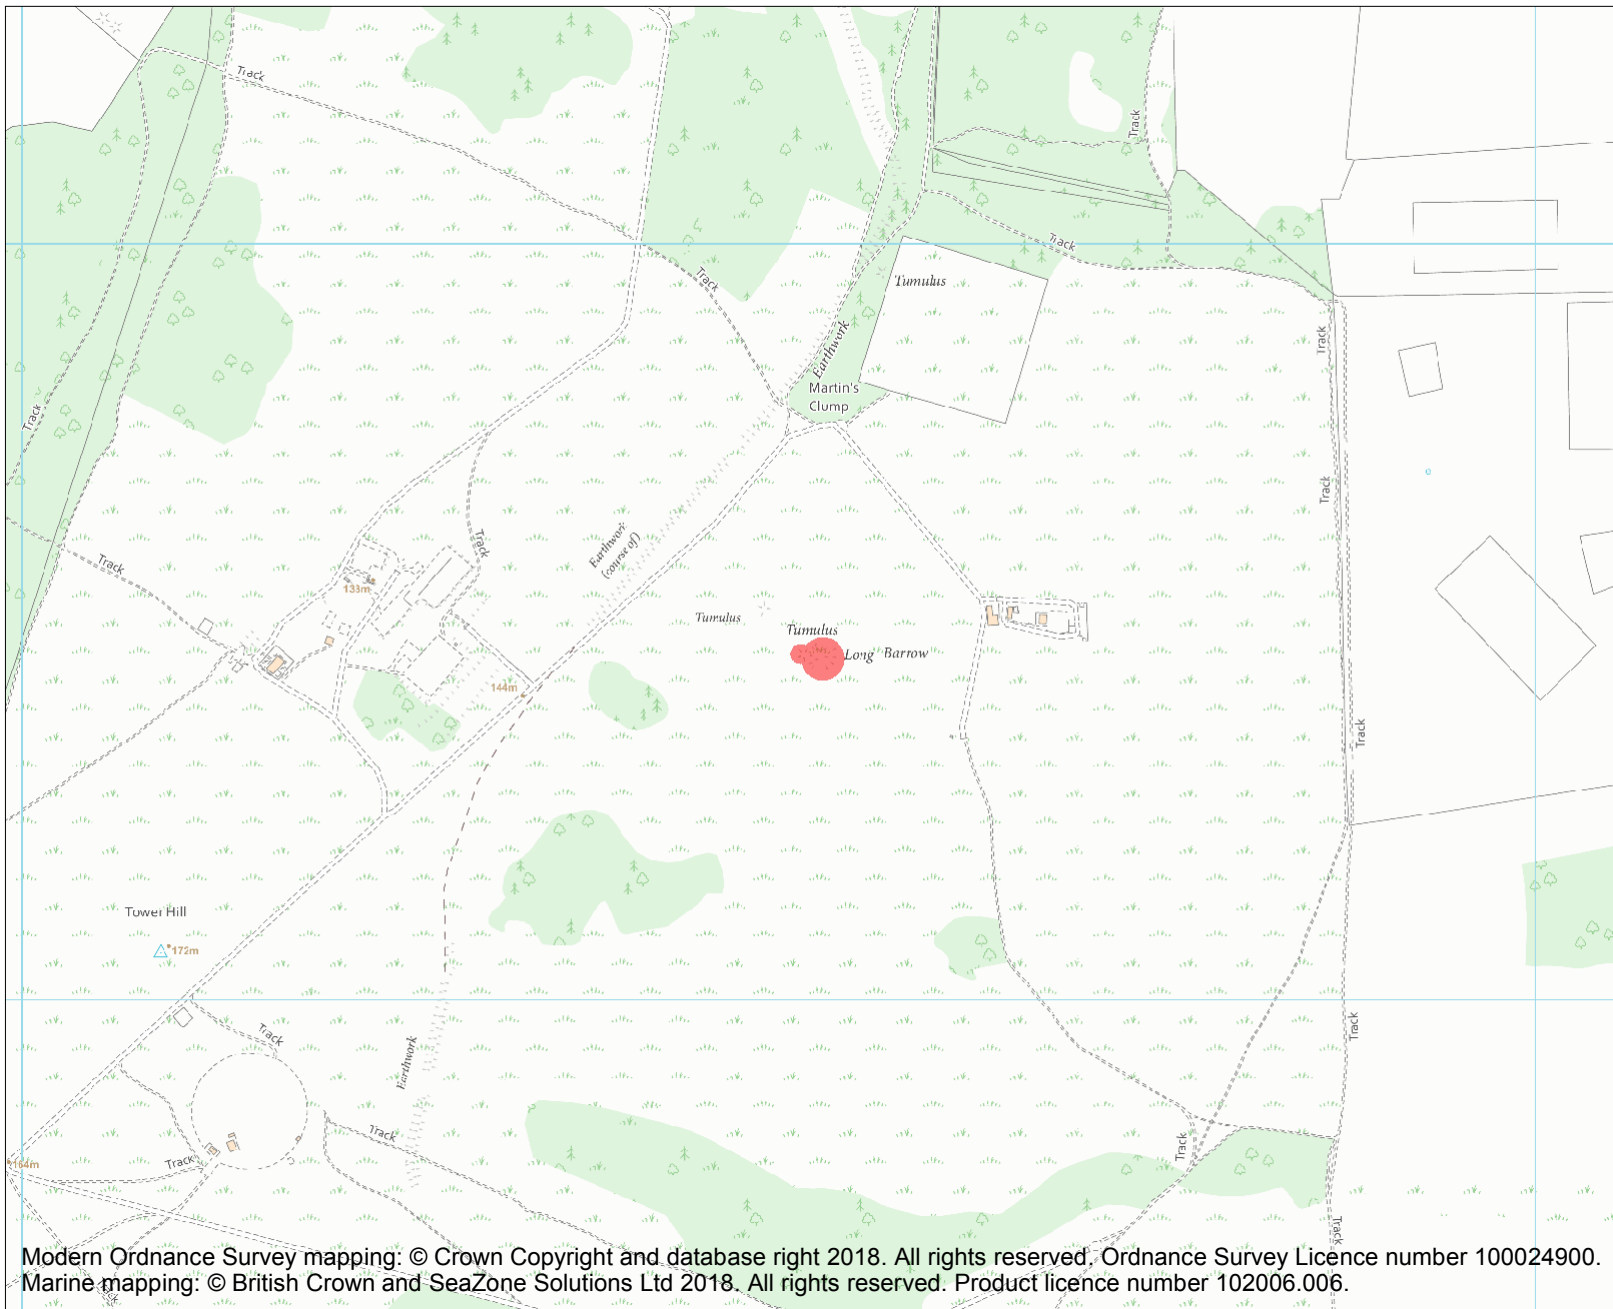 Track
Track
Track
Track
Tumulus
Earthwork
Track
Martin's
Clump
Track
Track
Earthwork
(course of)
Track
Track
133m
Tumulus
Tumulus
Long Barrow
144m
Track
Tower Hill
172m
Track
Track
Earthwork
Track
Track
Track
164m
Track
Track
Modern Ordnance Survey mapping: © Crown Copyright and database right 2018. All rights reserved. Ordnance Survey Licence number 100024900.
Marine mapping: © British Crown and SeaZone Solutions Ltd 2018. All rights reserved. Product licence number 102006.006.